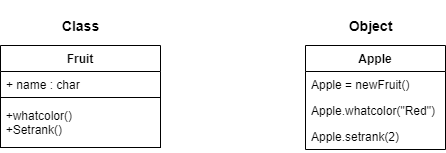 Class
Fruit
+ name : char
+whatcolor()
+Setrank()
Object
Apple
Apple = newFruit()
Apple.whatcolor("Red")
Apple.setrank(2)